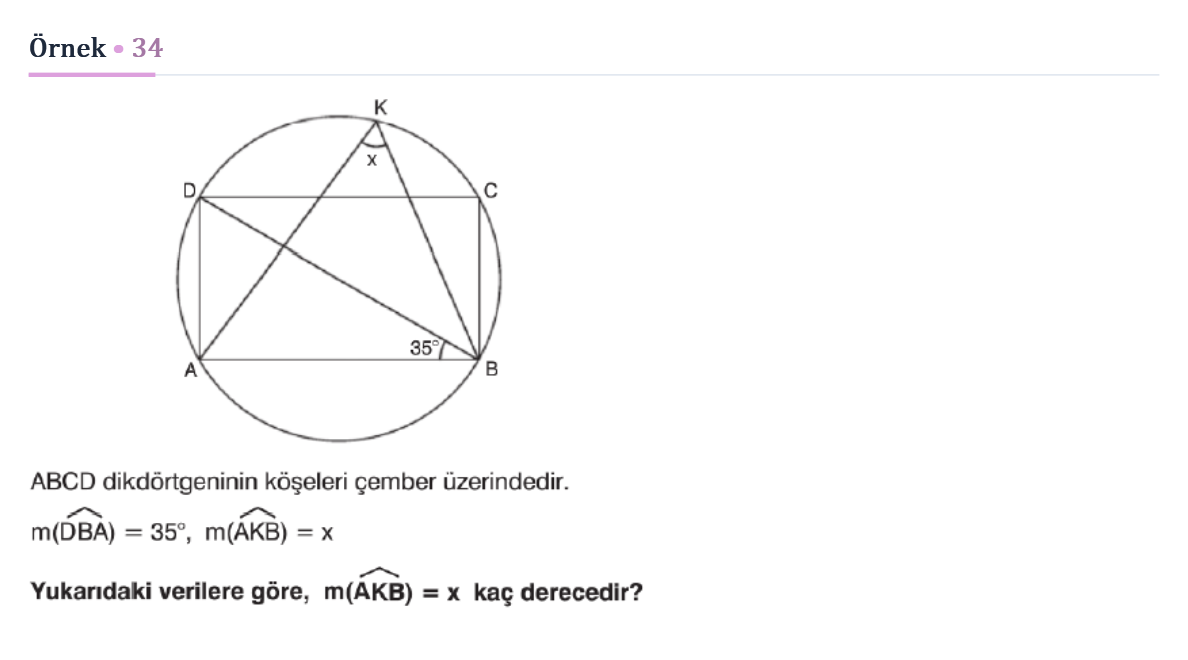 Örnek • 34
K
x
D
C
35°
A
B
ABCD dikdörtgeninin köşeleri çember üzerindedir.
m(DBA) = 35°, m(AKB) = x
Yukarıdaki verilere göre, m(AKB) = x kaç derecedir?